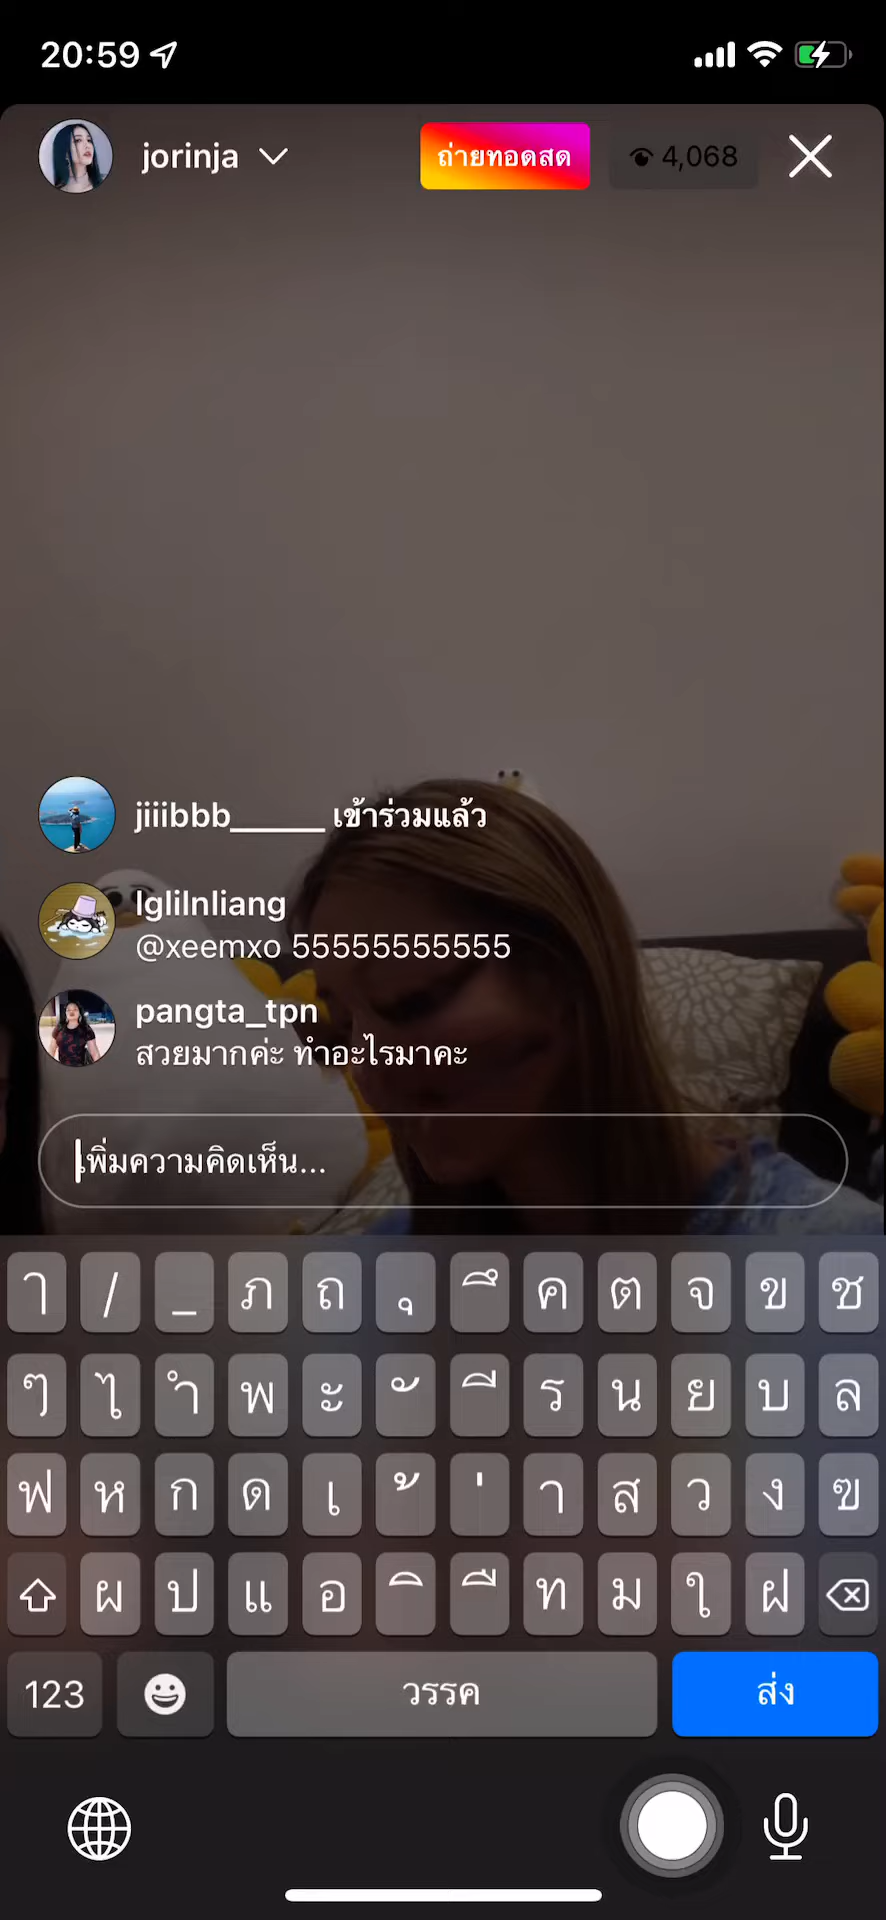 20:59
jorinja
ถ่ายทอดสด
4,068
jiiibbb______ เข้าร่วมแล้ว
lglilnliang
@xeemxo 55555555555
pangta_tpn
สวยมากค่ะ ทำอะไรมาคะ
เพิ่มความคิดเห็น...
ๅ / _ ภ ถ ุ ึ ค ต จ ข ช
ๆ ไ ำ พ ะ ั ี ร น ย บ ล
ฟ ห ก ด เ ้ ่ า ส ว ง ฃ
ผ ป แ อ ิ ื ท ม ใ ฝ
123 วรรค ส่ง